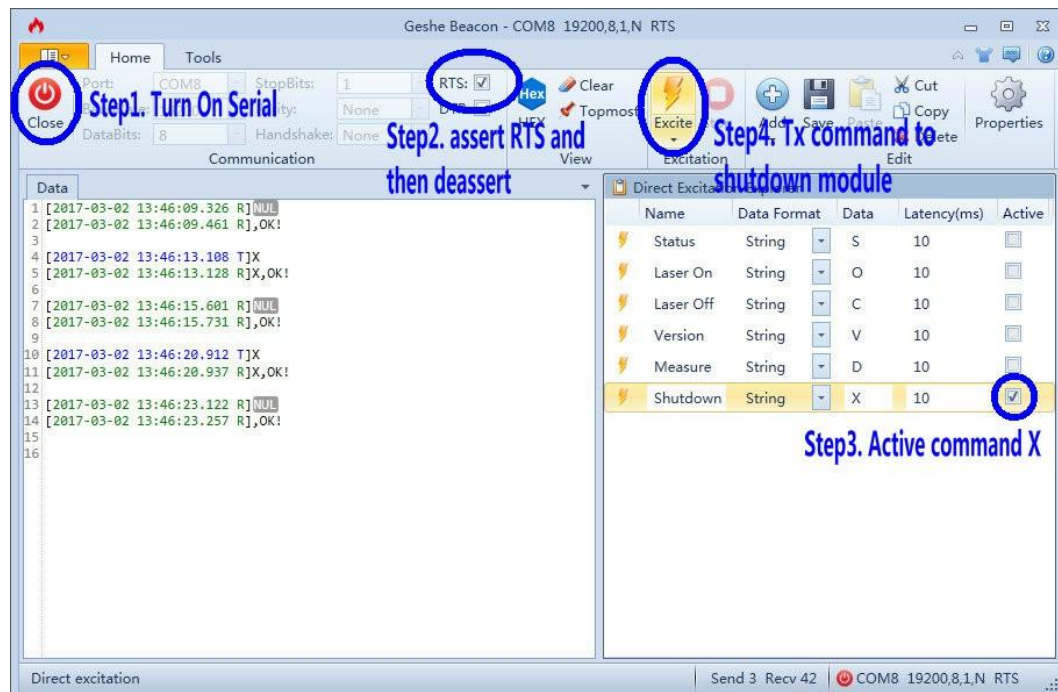 Geshe Beacon - COM8 19200,8,1,N RTS
Home Tools
Close
Port: COM8 StopBits: 1 RTS:
None
DataBits: 8 Handshake: None
Communication
Step1. Turn On Serial
Step2. assert RTS and
then deassert
Hex Clear
HEX Topmost
View
Excite
Excitation
Step4. Tx command to
shutdown module
Add Save Paste
Cut
Copy
Delete
Edit
Properties
Data
1 [2017-03-02 13:46:09.326 R]NUL
2 [2017-03-02 13:46:09.461 R],OK!
3
4 [2017-03-02 13:46:13.108 T]X
5 [2017-03-02 13:46:13.128 R]X,OK!
6
7 [2017-03-02 13:46:15.601 R]NUL
8 [2017-03-02 13:46:15.731 R],OK!
9
10 [2017-03-02 13:46:20.912 T]X
11 [2017-03-02 13:46:20.937 R]X,OK!
12
13 [2017-03-02 13:46:23.122 R]NUL
14 [2017-03-02 13:46:23.257 R],OK!
15
16
Direct Excitation Explorer
Name Data Format Data Latency(ms) Active
Status String S 10
Laser On String O 10
Laser Off String C 10
Version String V 10
Measure String D 10
Shutdown String X 10
Step3. Active command X
Direct excitation
Send 3 Recv 42 COM8 19200,8,1,N RTS